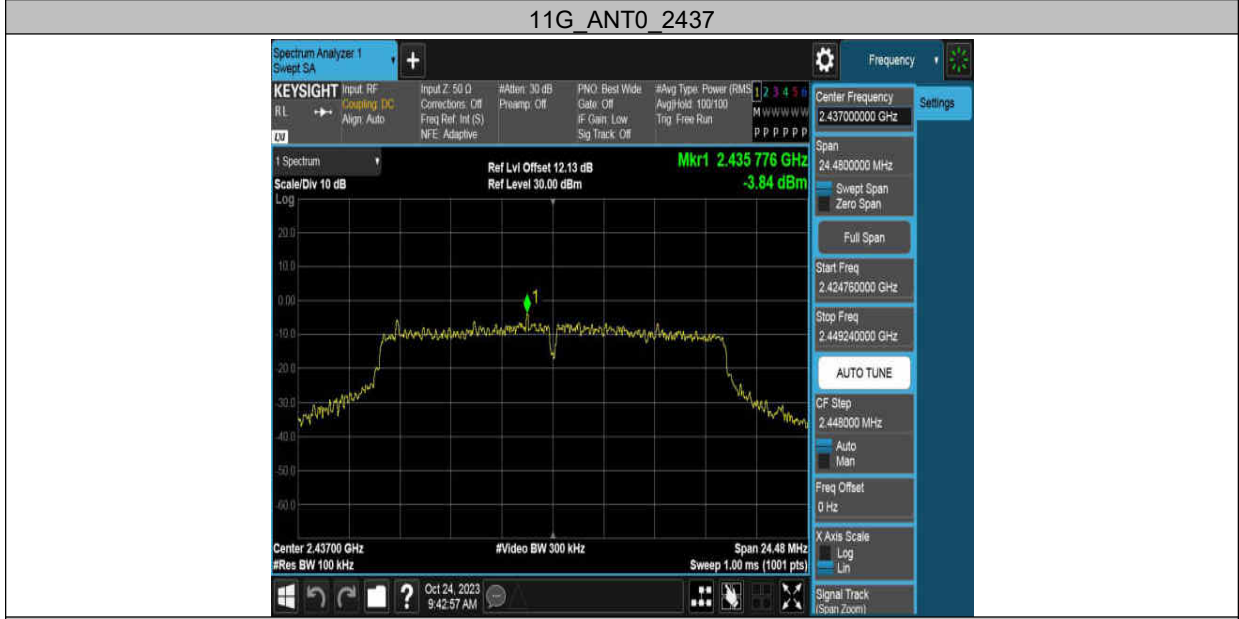 11G_ANT0_2437
Spectrum Analyzer 1
Swept SA
+
Frequency
KEYSIGHT
RL
Input: RF
Coupling: DC
Align: Auto
Input Z: 50 Ω
Corrections: Off
Freq Ref: Int (S)
NFE: Adaptive
#Atten: 30 dB
Preamp: Off
PNO: Best Wide
Gate: Off
IF Gain: Low
Sig Track: Off
#Avg Type: Power (RMS
Avg|Hold: 100/100
Trig: Free Run
1 2 3 4 5 6
M W W W W W
P P P P P P
Center Frequency
2.437000000 GHz
Settings
1 Spectrum
Scale/Div 10 dB
Log
Ref Lvl Offset 12.13 dB
Ref Level 30.00 dBm
Mkr1 2.435 776 GHz
-3.84 dBm
20.0
10.0
0.00
-10.0
-20.0
-30.0
-40.0
-50.0
-60.0
1
Span
24.4800000 MHz
Swept Span
Zero Span
Full Span
Start Freq
2.424760000 GHz
Stop Freq
2.449240000 GHz
AUTO TUNE
CF Step
2.448000 MHz
Auto
Man
Freq Offset
0 Hz
X Axis Scale
Log
Lin
Signal Track
(Span Zoom)
Center 2.43700 GHz
#Res BW 100 kHz
#Video BW 300 kHz
Span 24.48 MHz
Sweep 1.00 ms (1001 pts)
?
Oct 24, 2023
9:42:57 AM